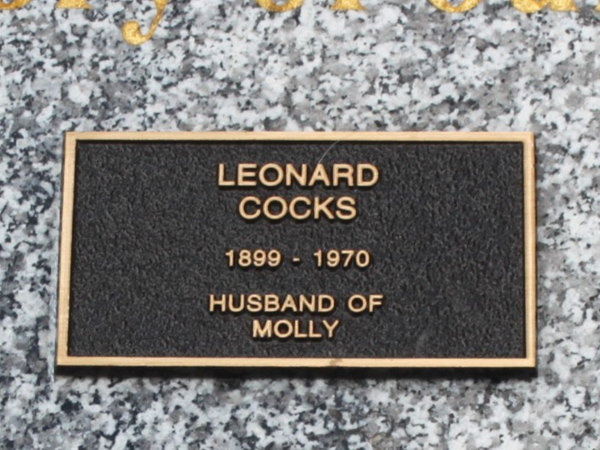 LEONARD
COCKS
1899 - 1970
HUSBAND OF
MOLLY